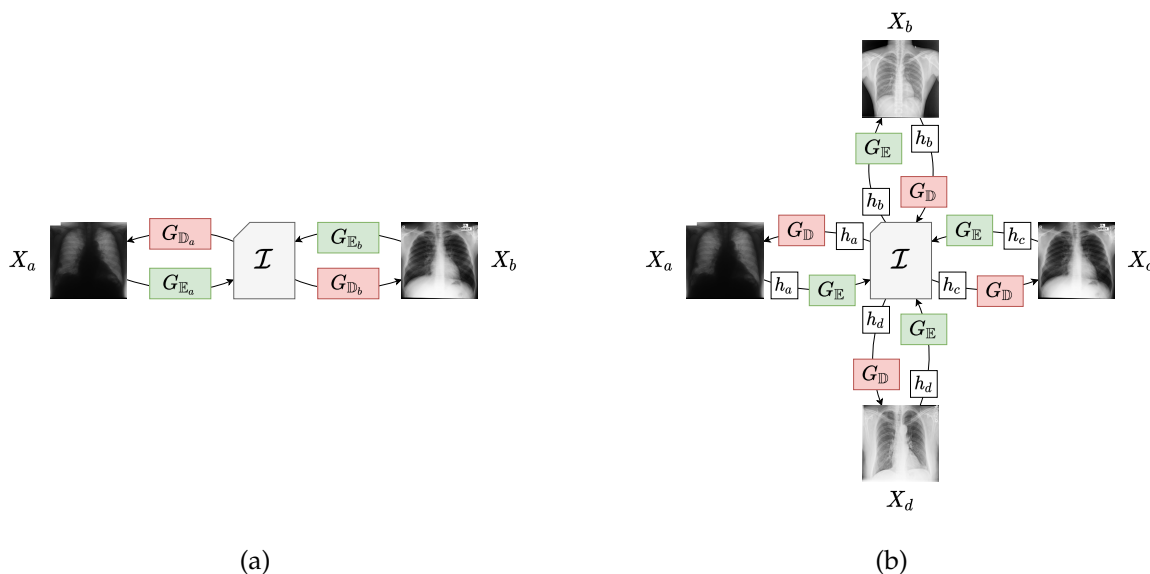 X_b
h_b
G_𝔼
G_𝔻
h_b
G_{𝔻_a}
G_{𝔼_b}
G_𝔻
h_a
G_𝔼
h_c
X_a
𝓘
X_b
X_a
𝓘
X_c
G_{𝔼_a}
G_{𝔻_b}
h_a
G_𝔼
h_c
G_𝔻
h_d
G_𝔼
G_𝔻
h_d
X_d
(a)
(b)